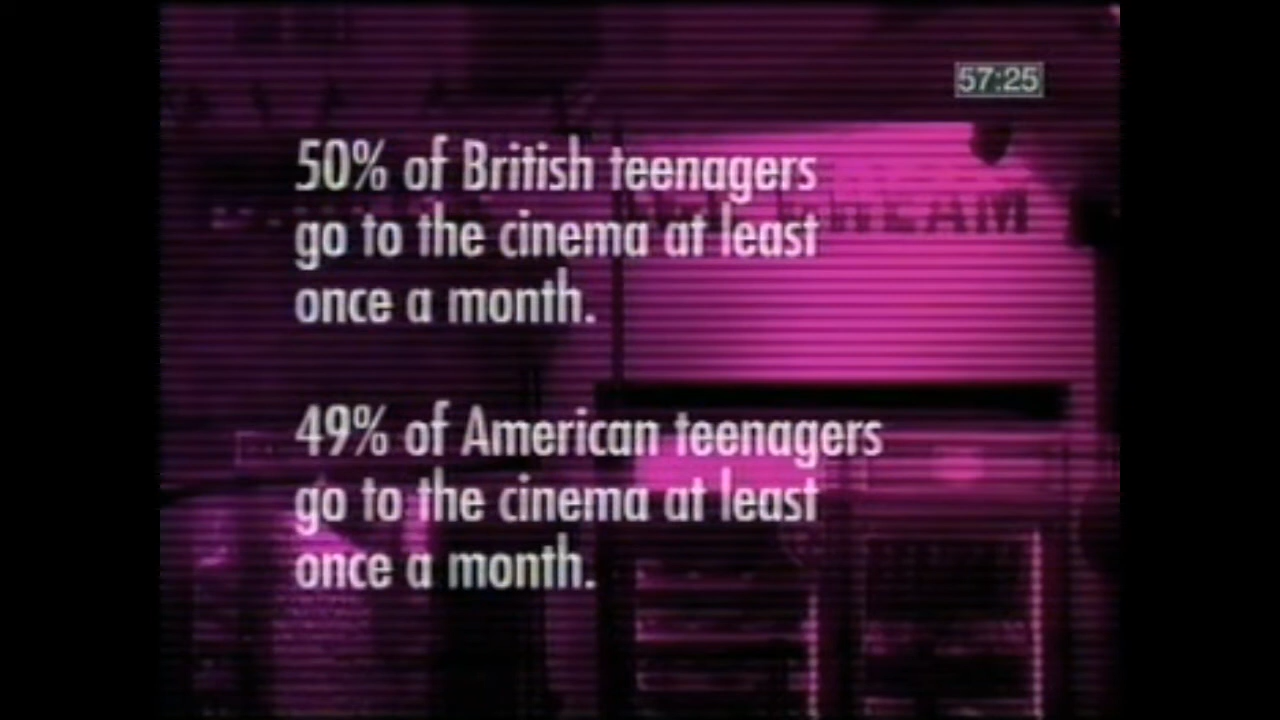 57:25
50% of British teenagers
go to the cinema at least
once a month.
49% of American teenagers
go to the cinema at least
once a month.